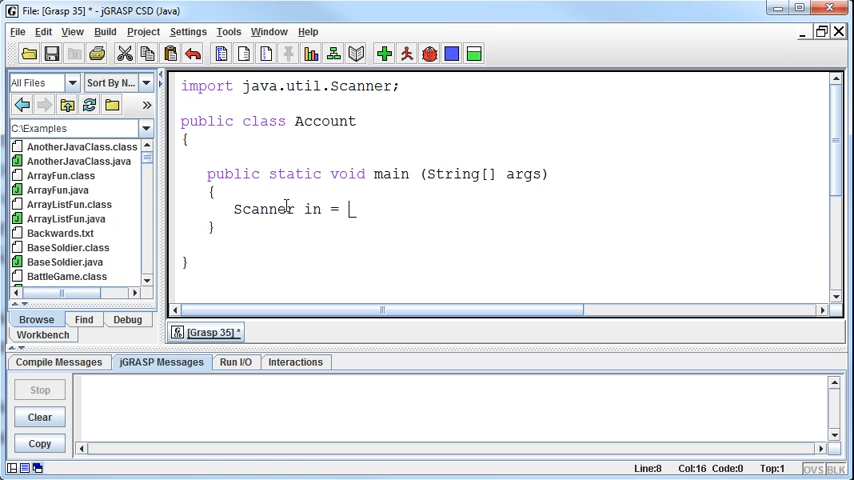 File: [Grasp 35] * - jGRASP CSD (Java)
File Edit View Build Project Settings Tools Window Help
All Files Sort By N...
C:\Examples
AnotherJavaClass.class
AnotherJavaClass.java
ArrayFun.class
ArrayFun.java
ArrayListFun.class
ArrayListFun.java
Backwards.txt
BaseSoldier.class
BaseSoldier.java
BattleGame.class
Browse Find Debug
Workbench
import java.util.Scanner;
public class Account
{
public static void main (String[] args)
{
Scanner in =
}
}
[Grasp 35] *
Compile Messages jGRASP Messages Run I/O Interactions
Stop
Clear
Copy
Line:8 Col:16 Code:0 Top:1 OVS BLK